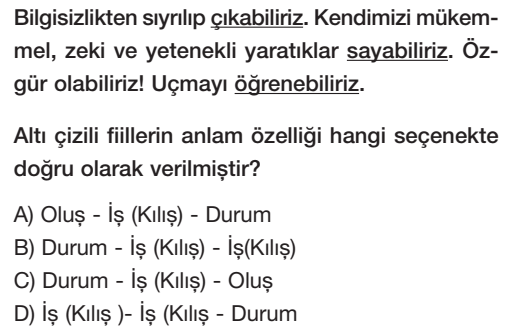 Bilgisizlikten sıyrılıp çıkabiliriz. Kendimizi mükem-
mel, zeki ve yetenekli yaratıklar sayabiliriz. Öz-
gür olabiliriz! Uçmayı öğrenebiliriz.
Altı çizili fiillerin anlam özelliği hangi seçenekte
doğru olarak verilmiştir?
A) Oluş - İş (Kılış) - Durum
B) Durum - İş (Kılış) - İş(Kılış)
C) Durum - İş (Kılış) - Oluş
D) İş (Kılış )- İş (Kılış - Durum